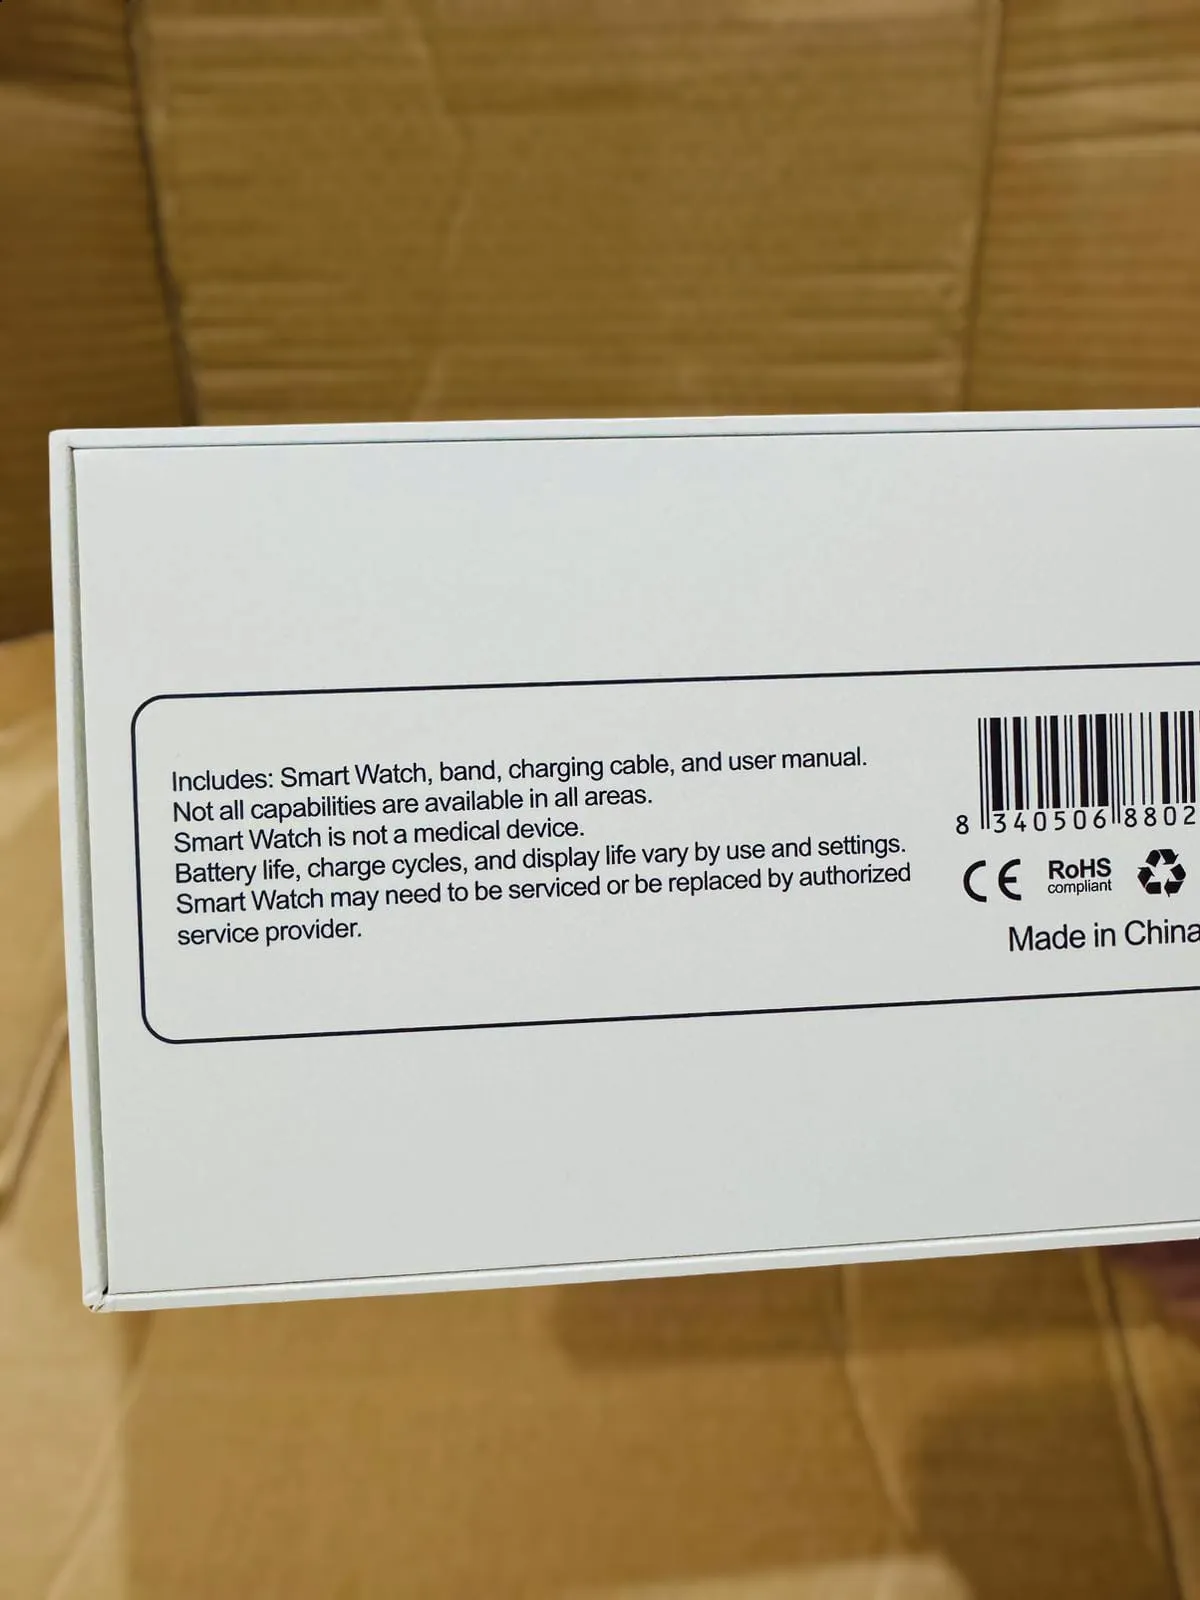 Includes: Smart Watch, band, charging cable, and user manual.
Not all capabilities are available in all areas.
Smart Watch is not a medical device.
Battery life, charge cycles, and display life vary by use and settings.
Smart Watch may need to be serviced or be replaced by authorized
service provider.
8 340506 8802
CE RoHS
compliant
Made in China